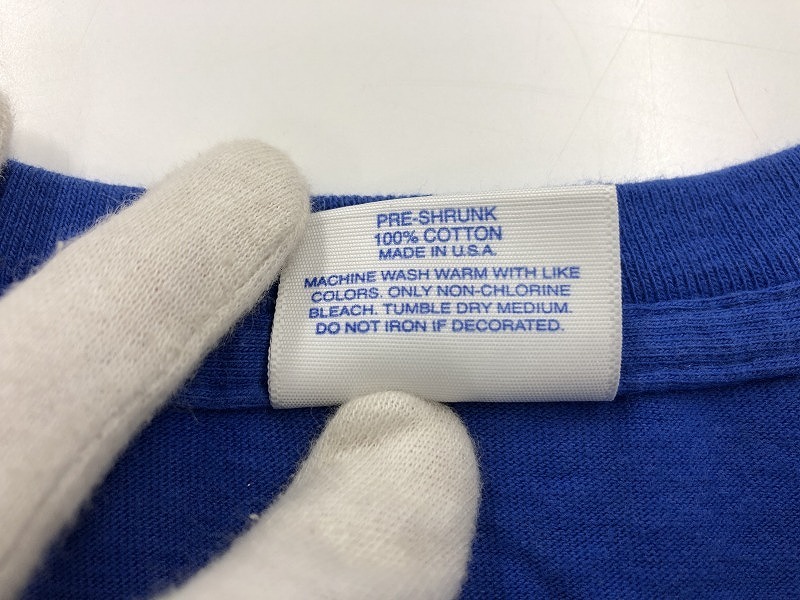 PRE-SHRUNK
100% COTTON
MADE IN U.S.A.
MACHINE WASH WARM WITH LIKE
COLORS. ONLY NON-CHLORINE
BLEACH. TUMBLE DRY MEDIUM.
DO NOT IRON IF DECORATED.